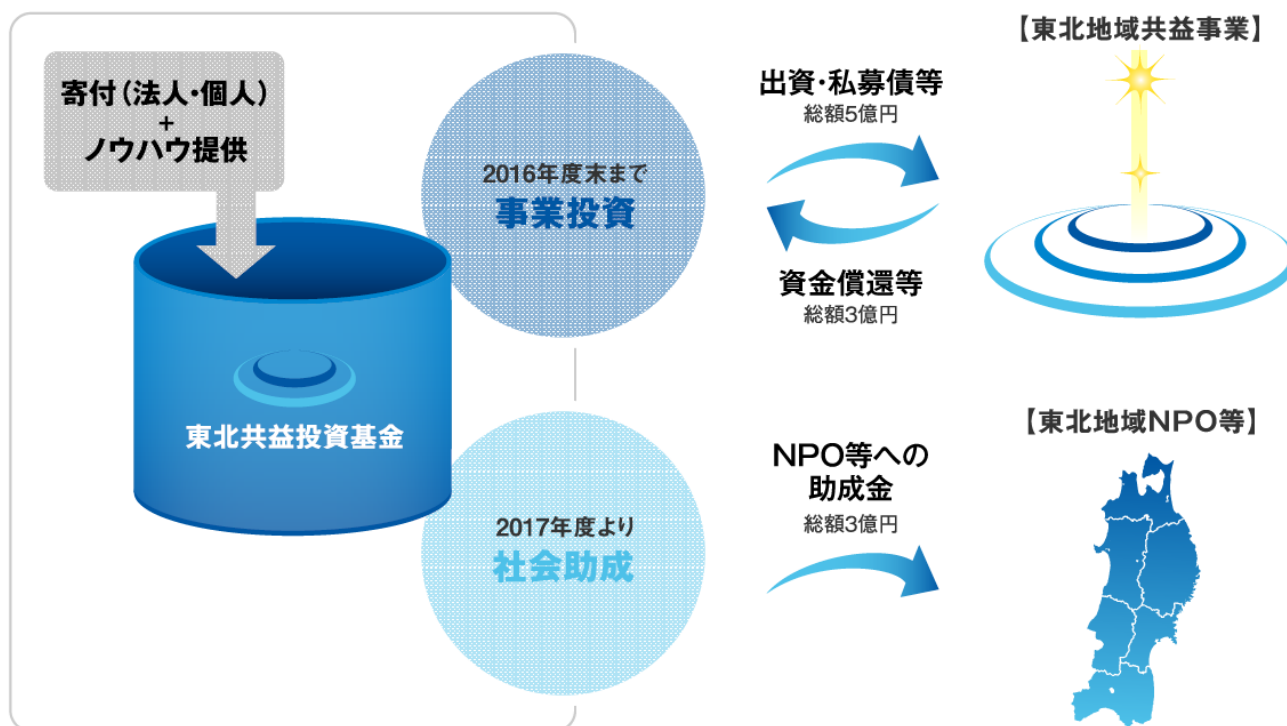 寄付（法人・個人）
+
ノウハウ提供
東北共益投資基金
2016年度末まで
事業投資
出資・私募債等
総額5億円
資金償還等
総額3億円
【東北地域共益事業】
2017年度より
社会助成
NPO等への
助成金
総額3億円
【東北地域NPO等】